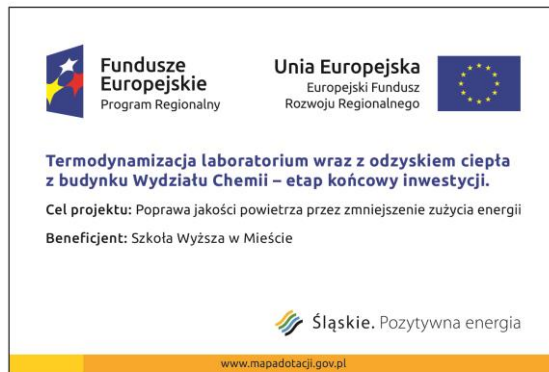 Fundusze
Europejskie
Program Regionalny
Unia Europejska
Europejski Fundusz
Rozwoju Regionalnego
Termodynamizacja laboratorium wraz z odzyskiem ciepła
z budynku Wydziału Chemii – etap końcowy inwestycji.
Cel projektu: Poprawa jakości powietrza przez zmniejszenie zużycia energii
Beneficjent: Szkoła Wyższa w Mieście
Śląskie. Pozytywna energia
www.mapadotacji.gov.pl